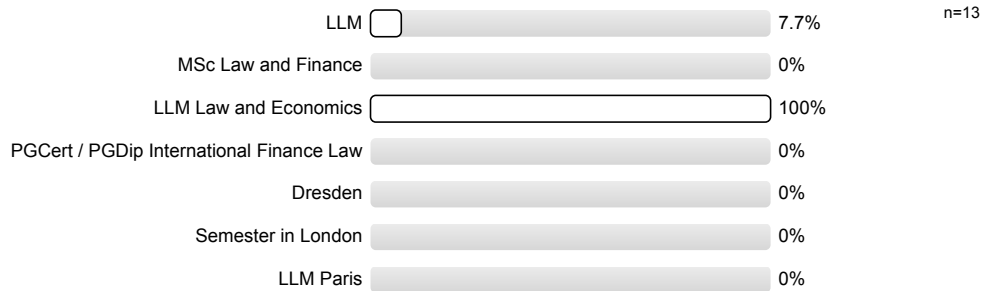 LLM 7.7% n=13
MSc Law and Finance 0%
LLM Law and Economics 100%
PGCert / PGDip International Finance Law 0%
Dresden 0%
Semester in London 0%
LLM Paris 0%